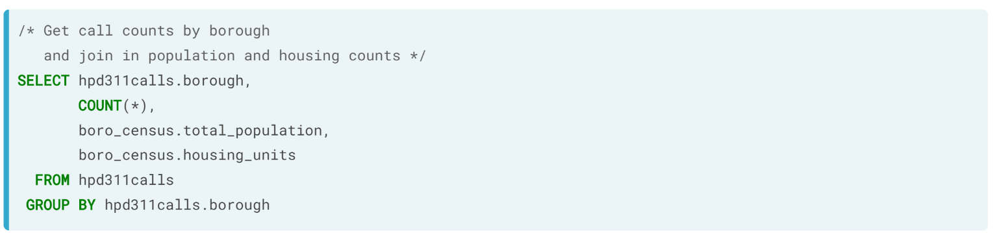 /* Get call counts by borough
   and join in population and housing counts */
SELECT hpd311calls.borough,
       COUNT(*),
       boro_census.total_population,
       boro_census.housing_units
  FROM hpd311calls
 GROUP BY hpd311calls.borough